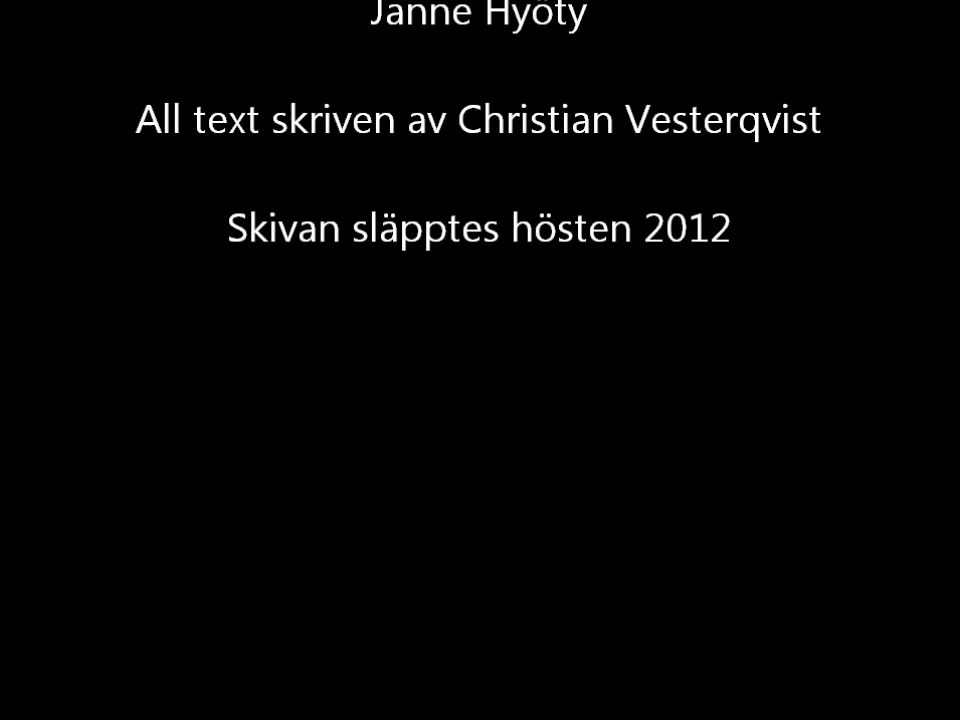 Janne Hyöty
All text skriven av Christian Vesterqvist
Skivan släpptes hösten 2012